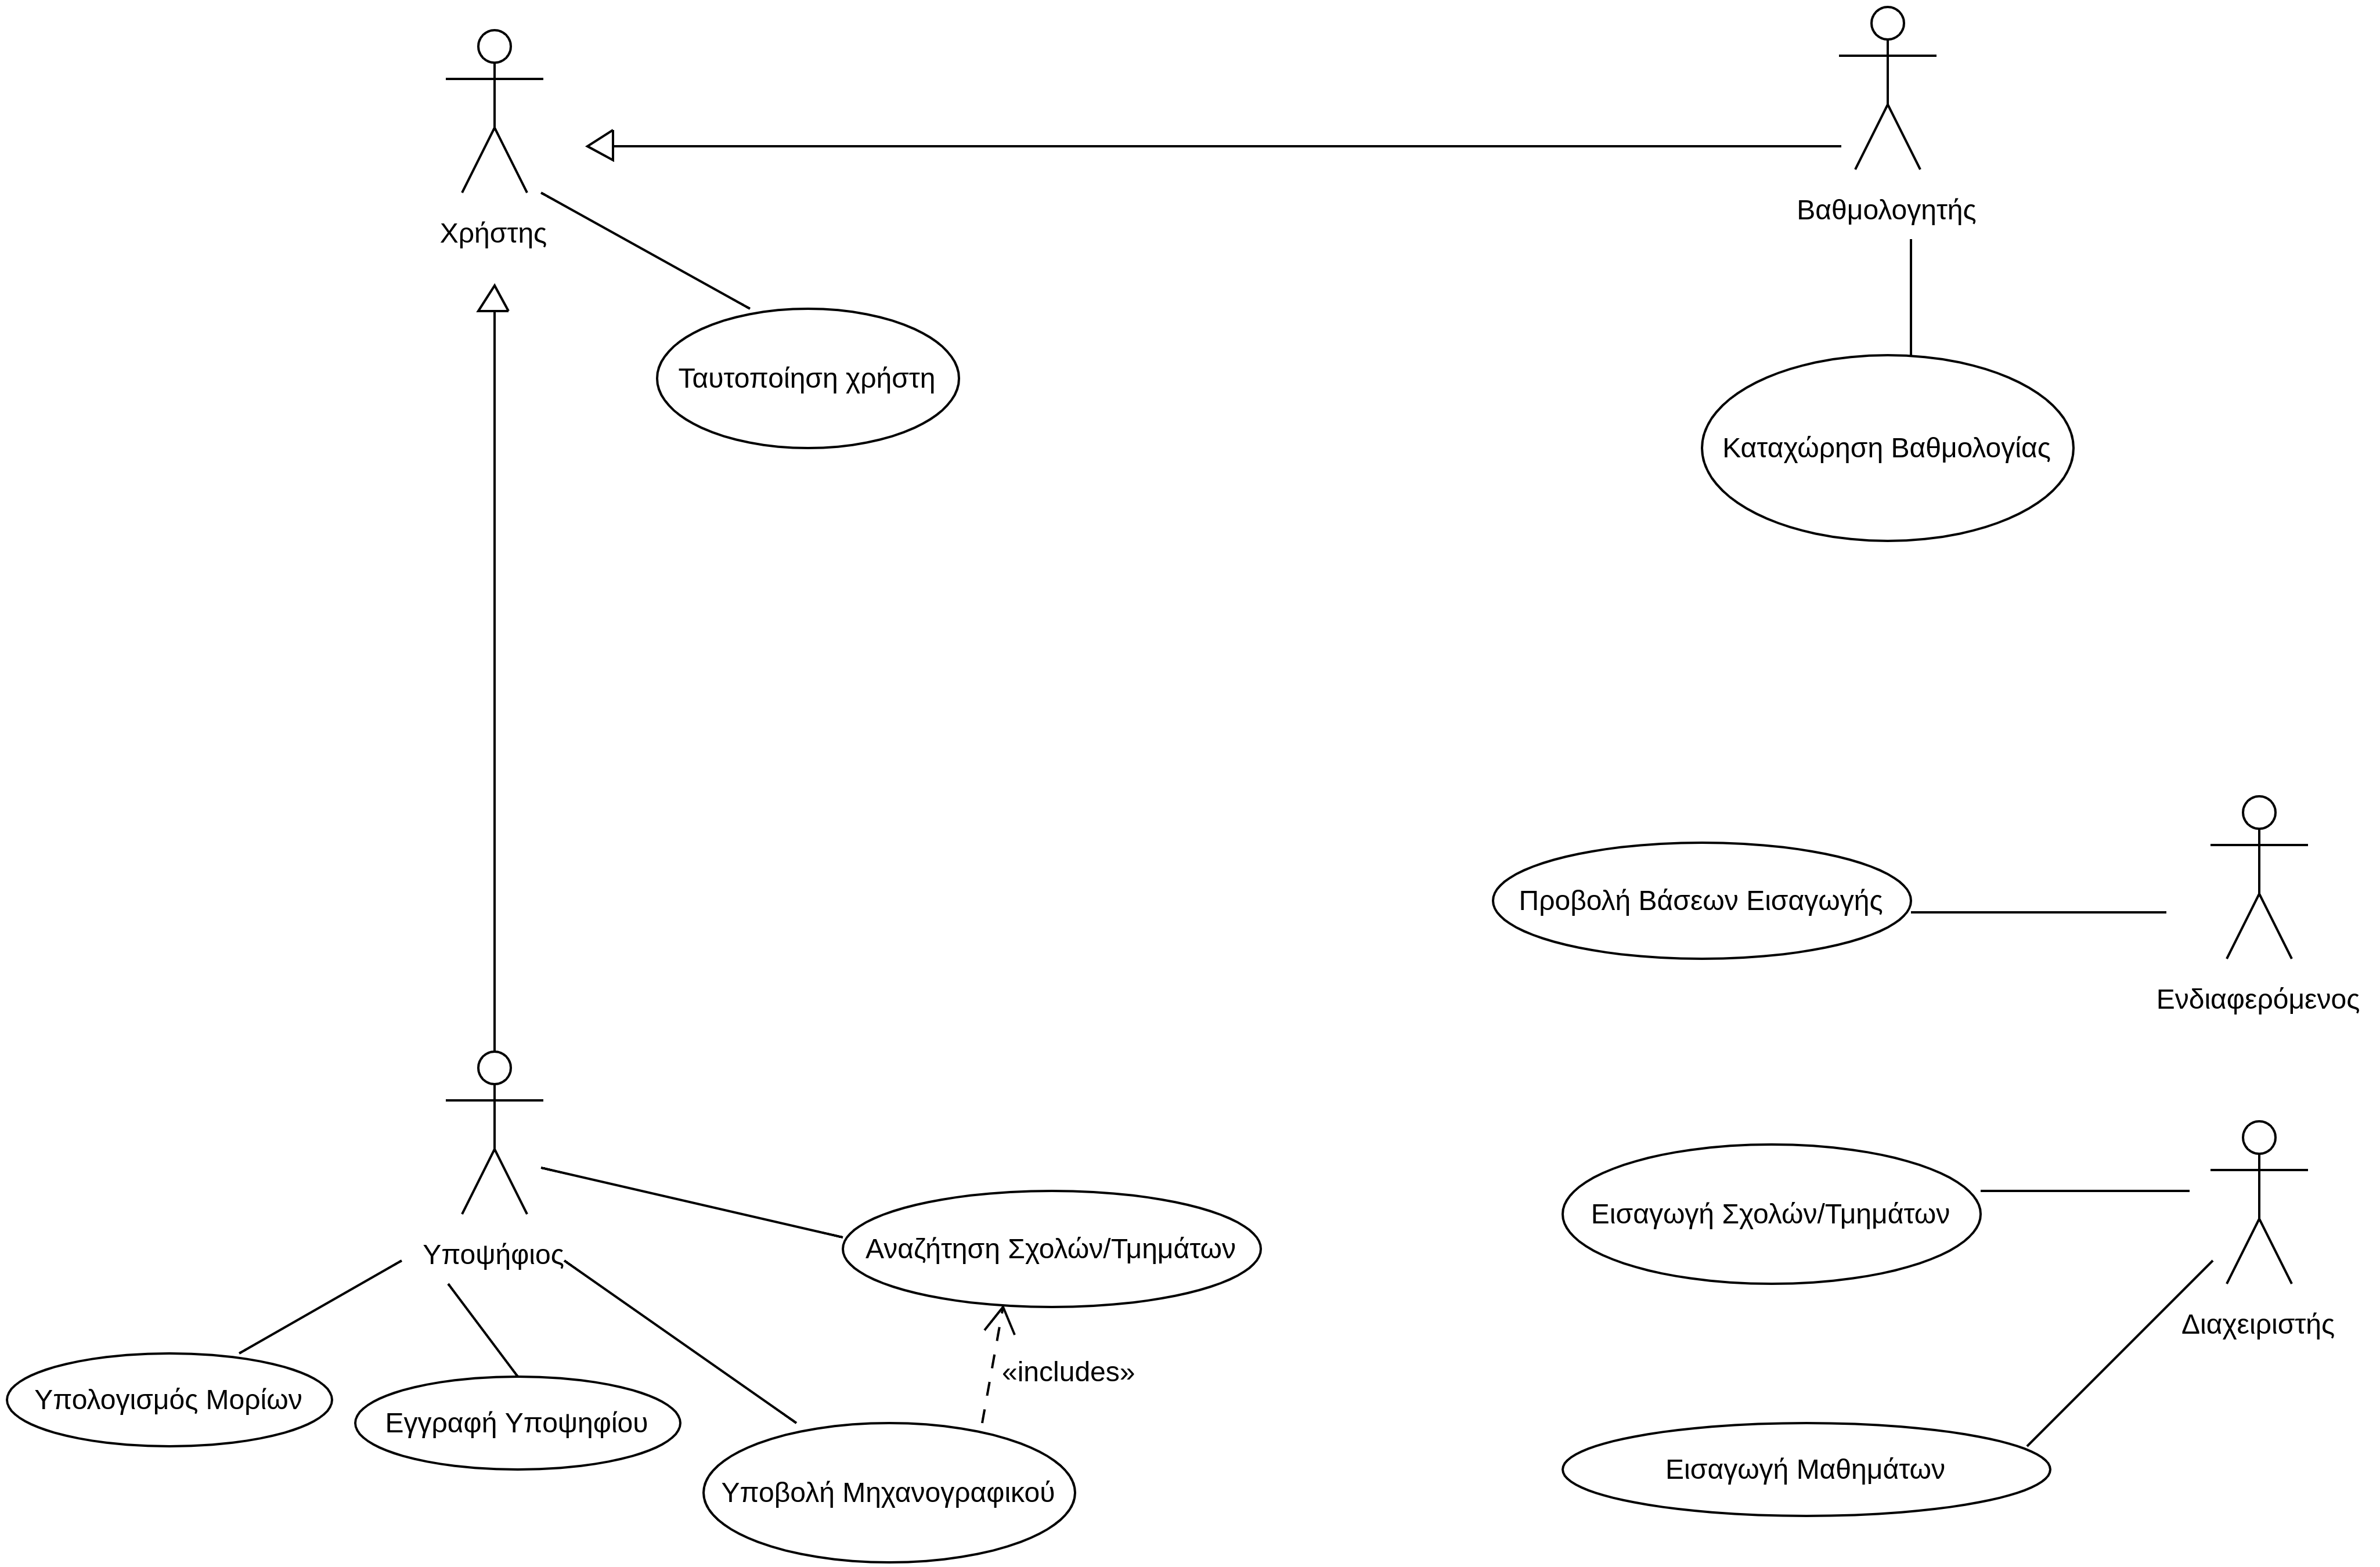 Βαθμολογητής
Χρήστης
Ταυτοποίηση χρήστη
Καταχώρηση Βαθμολογίας
Προβολή Βάσεων Εισαγωγής
Ενδιαφερόμενος
Εισαγωγή Σχολών/Τμημάτων
Αναζήτηση Σχολών/Τμημάτων
Υποψήφιος
Διαχειριστής
«includes»
Υπολογισμός Μορίων
Εγγραφή Υποψηφίου
Εισαγωγή Μαθημάτων
Υποβολή Μηχανογραφικού